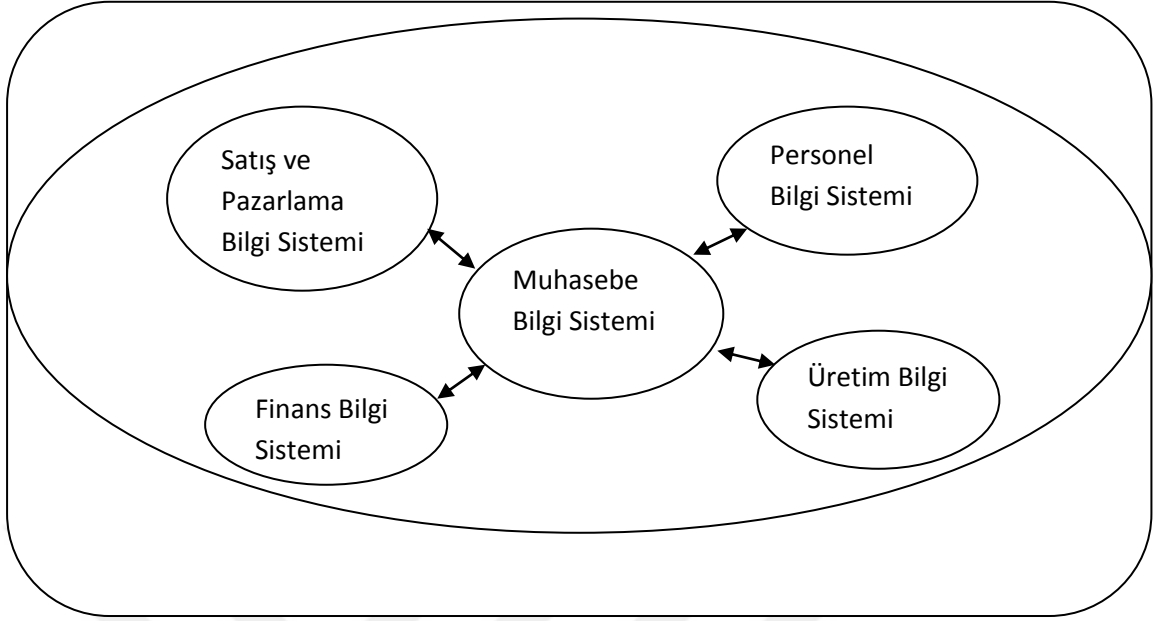 Satış ve
Pazarlama
Bilgi Sistemi
Personel
Bilgi Sistemi
Muhasebe
Bilgi Sistemi
Finans Bilgi
Sistemi
Üretim Bilgi
Sistemi